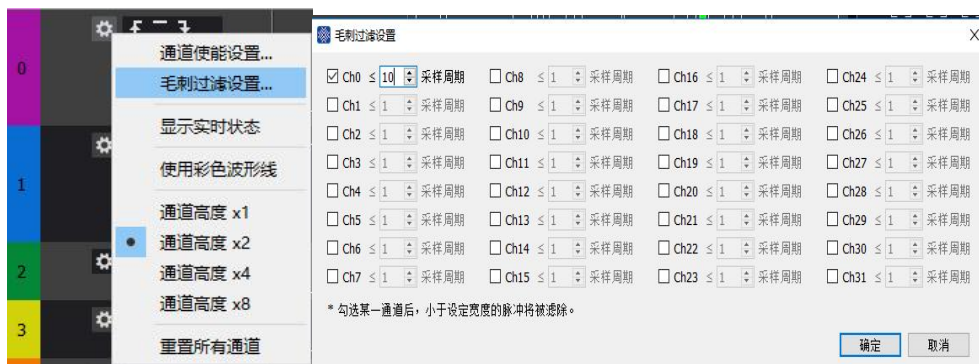 0
1
2
3
通道使能设置...
毛刺过滤设置...
显示实时状态
使用彩色波形线
通道高度 x1
通道高度 x2
通道高度 x4
通道高度 x8
重置所有通道
毛刺过滤设置
Ch0 ≤ 10 采样周期 Ch8 ≤ 1 采样周期 Ch16 ≤ 1 采样周期 Ch24 ≤ 1 采样周期
Ch1 ≤ 1 采样周期 Ch9 ≤ 1 采样周期 Ch17 ≤ 1 采样周期 Ch25 ≤ 1 采样周期
Ch2 ≤ 1 采样周期 Ch10 ≤ 1 采样周期 Ch18 ≤ 1 采样周期 Ch26 ≤ 1 采样周期
Ch3 ≤ 1 采样周期 Ch11 ≤ 1 采样周期 Ch19 ≤ 1 采样周期 Ch27 ≤ 1 采样周期
Ch4 ≤ 1 采样周期 Ch12 ≤ 1 采样周期 Ch20 ≤ 1 采样周期 Ch28 ≤ 1 采样周期
Ch5 ≤ 1 采样周期 Ch13 ≤ 1 采样周期 Ch21 ≤ 1 采样周期 Ch29 ≤ 1 采样周期
Ch6 ≤ 1 采样周期 Ch14 ≤ 1 采样周期 Ch22 ≤ 1 采样周期 Ch30 ≤ 1 采样周期
Ch7 ≤ 1 采样周期 Ch15 ≤ 1 采样周期 Ch23 ≤ 1 采样周期 Ch31 ≤ 1 采样周期
* 勾选某一通道后，小于设定宽度的脉冲将被滤除。
确定 取消